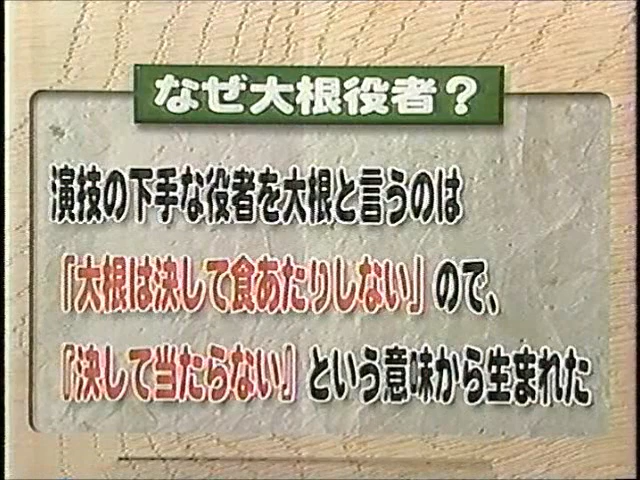 なぜ大根役者？
演技の下手な役者を大根と言うのは
「大根は決して食あたりしない」ので、
『決して当たらない』という意味から生まれた